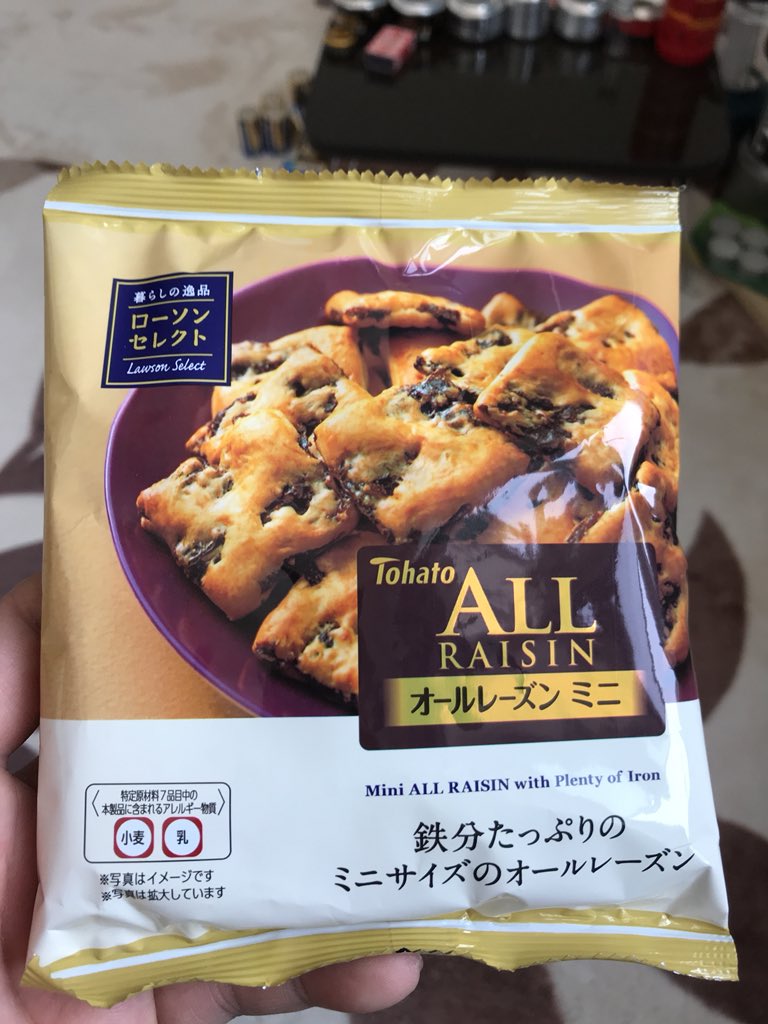 暮らしの逸品
ローソン
セレクト
Lawson Select
Tohato
ALL
RAISIN
オールレーズン ミニ
Mini ALL RAISIN with Plenty of Iron
鉄分たっぷりの
ミニサイズのオールレーズン
特定原材料7品目中の
本製品に含まれるアレルギー物質
小麦 乳
※写真はイメージです
※写真は拡大しています